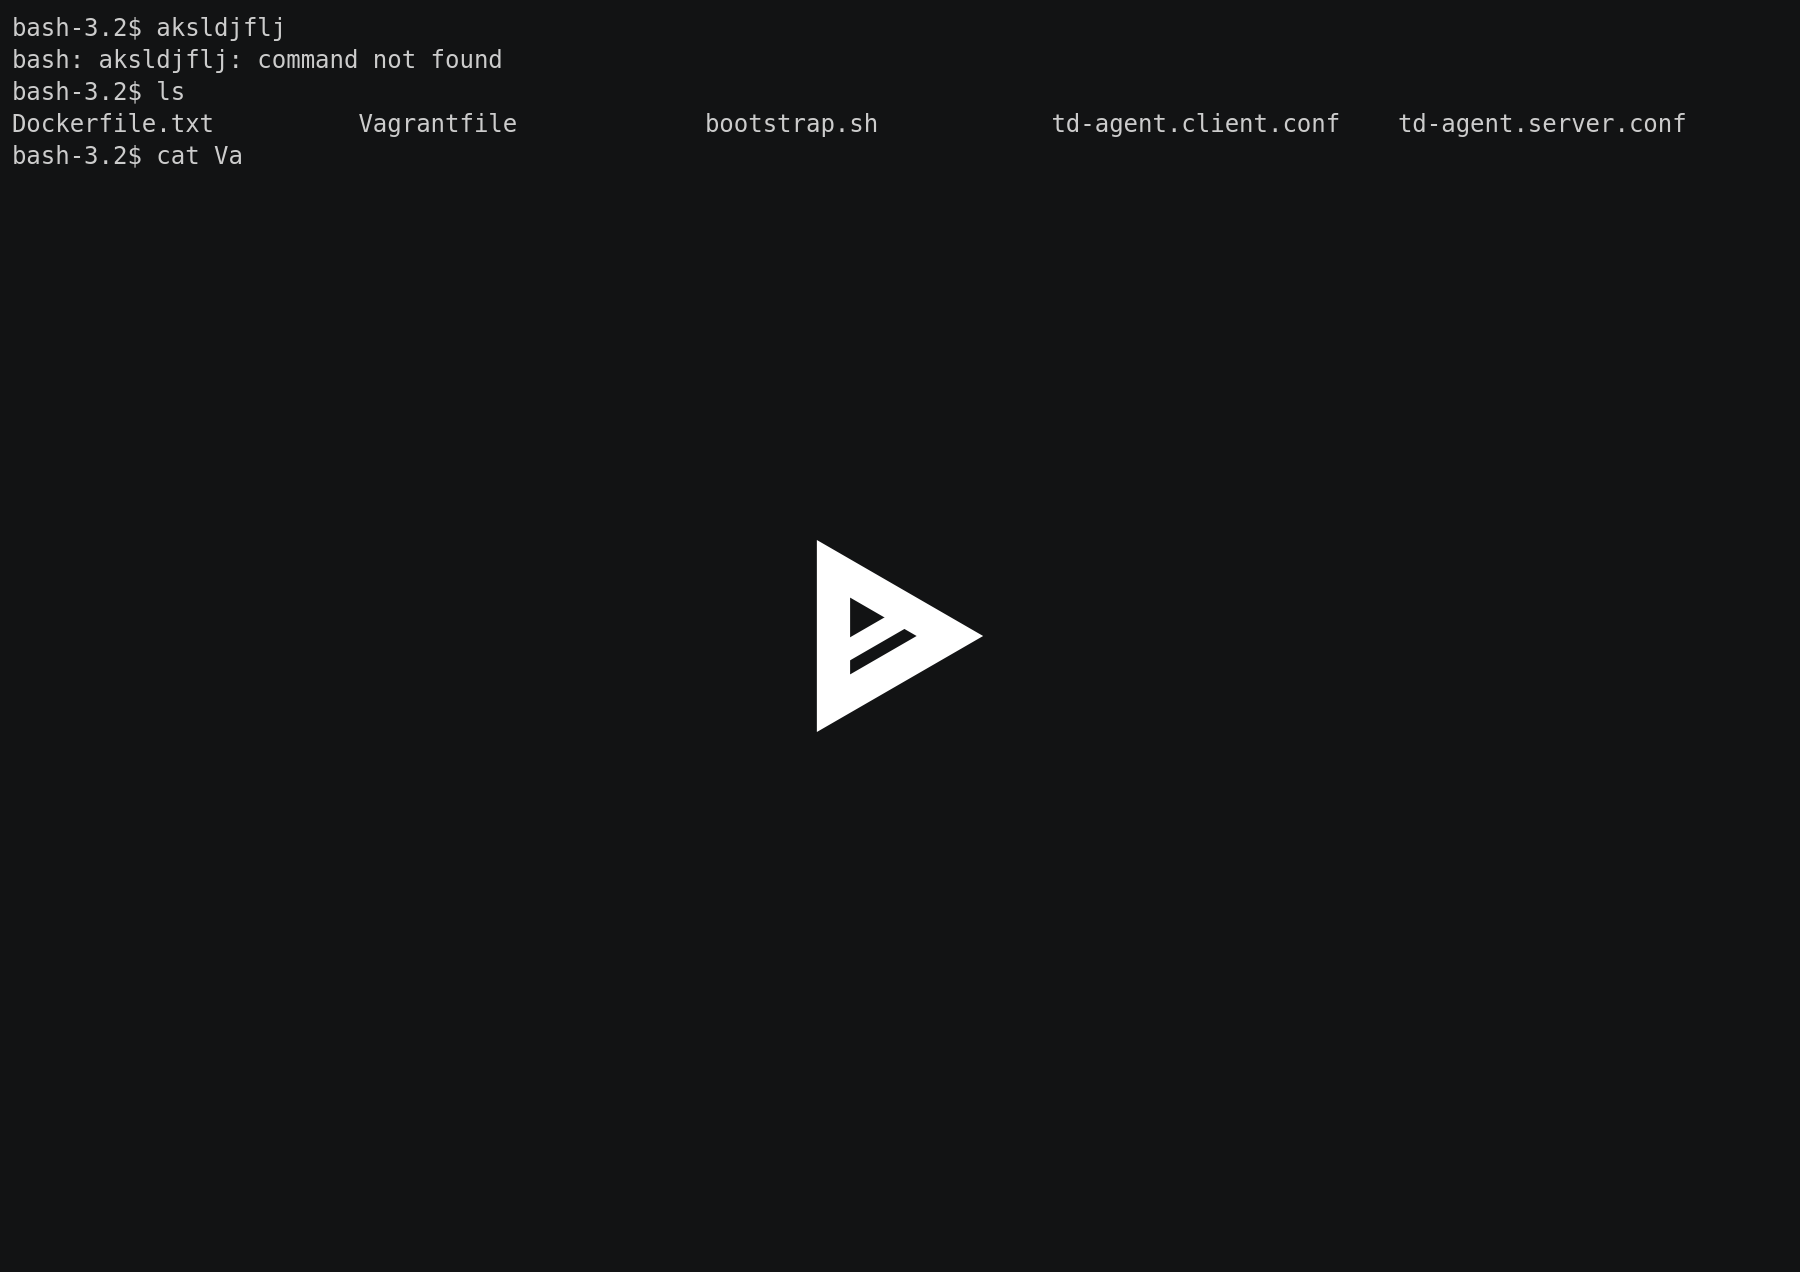 bash-3.2$ aksldjflj
bash: aksldjflj: command not found
bash-3.2$ ls
Dockerfile.txt          Vagrantfile             bootstrap.sh            td-agent.client.conf    td-agent.server.conf
bash-3.2$ cat Va